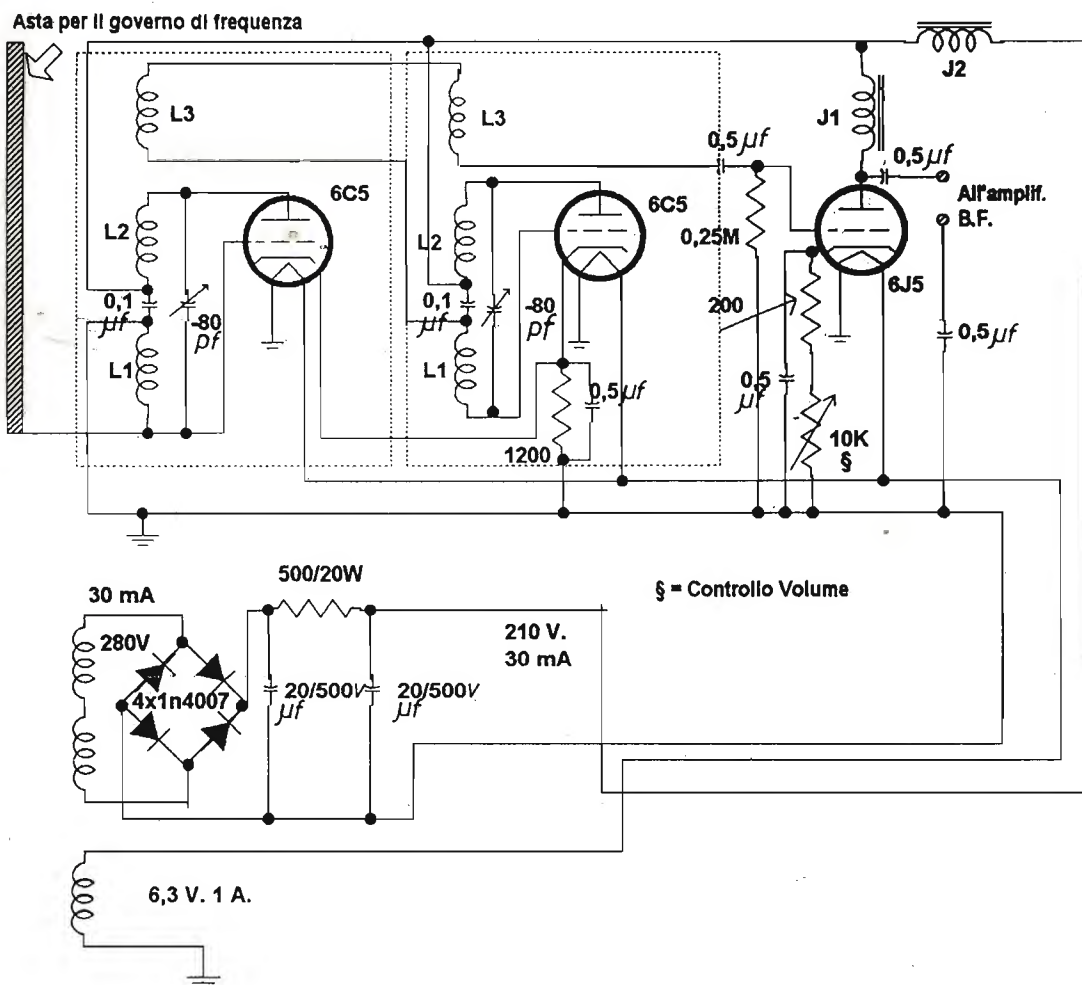 Asta per il governo di frequenza
J2
L3
L3
J1
0,5 µf
0,5 µf
6C5
6C5
All'amplif.
B.F.
L2
L2
0,25M
6J5
0,1
µf
-80
pf
0,1
µf
-80
pf
200
0,5 µf
L1
L1
0,5 µf
0,5
µf
10K
§
1200
500/20W
30 mA
§ = Controllo Volume
280V
210 V.
30 mA
4x1n4007
20/500V
µf
20/500V
µf
6,3 V. 1 A.